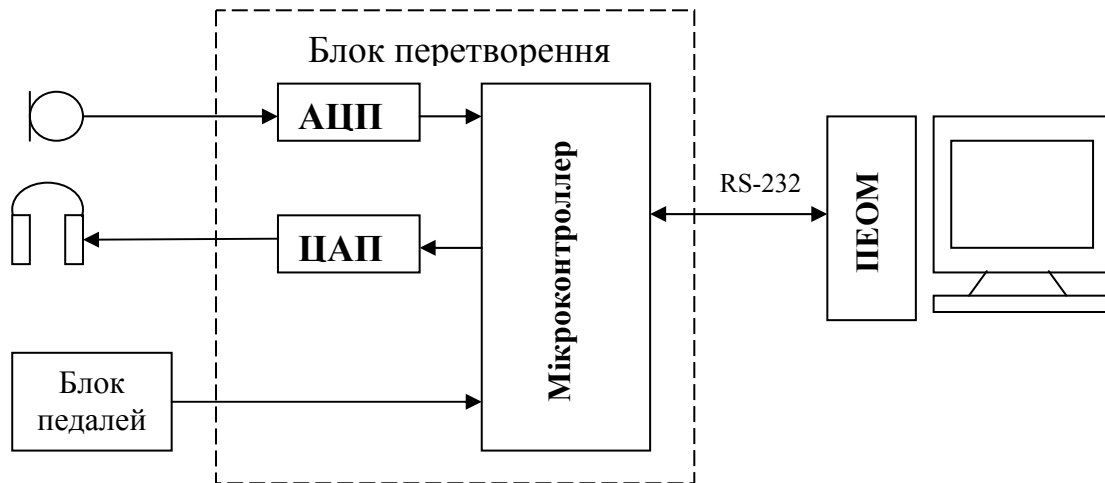 Блок перетворення
АЦП
ЦАП
Мікроконтроллер
RS-232
ПЕОМ
Блок
педалей